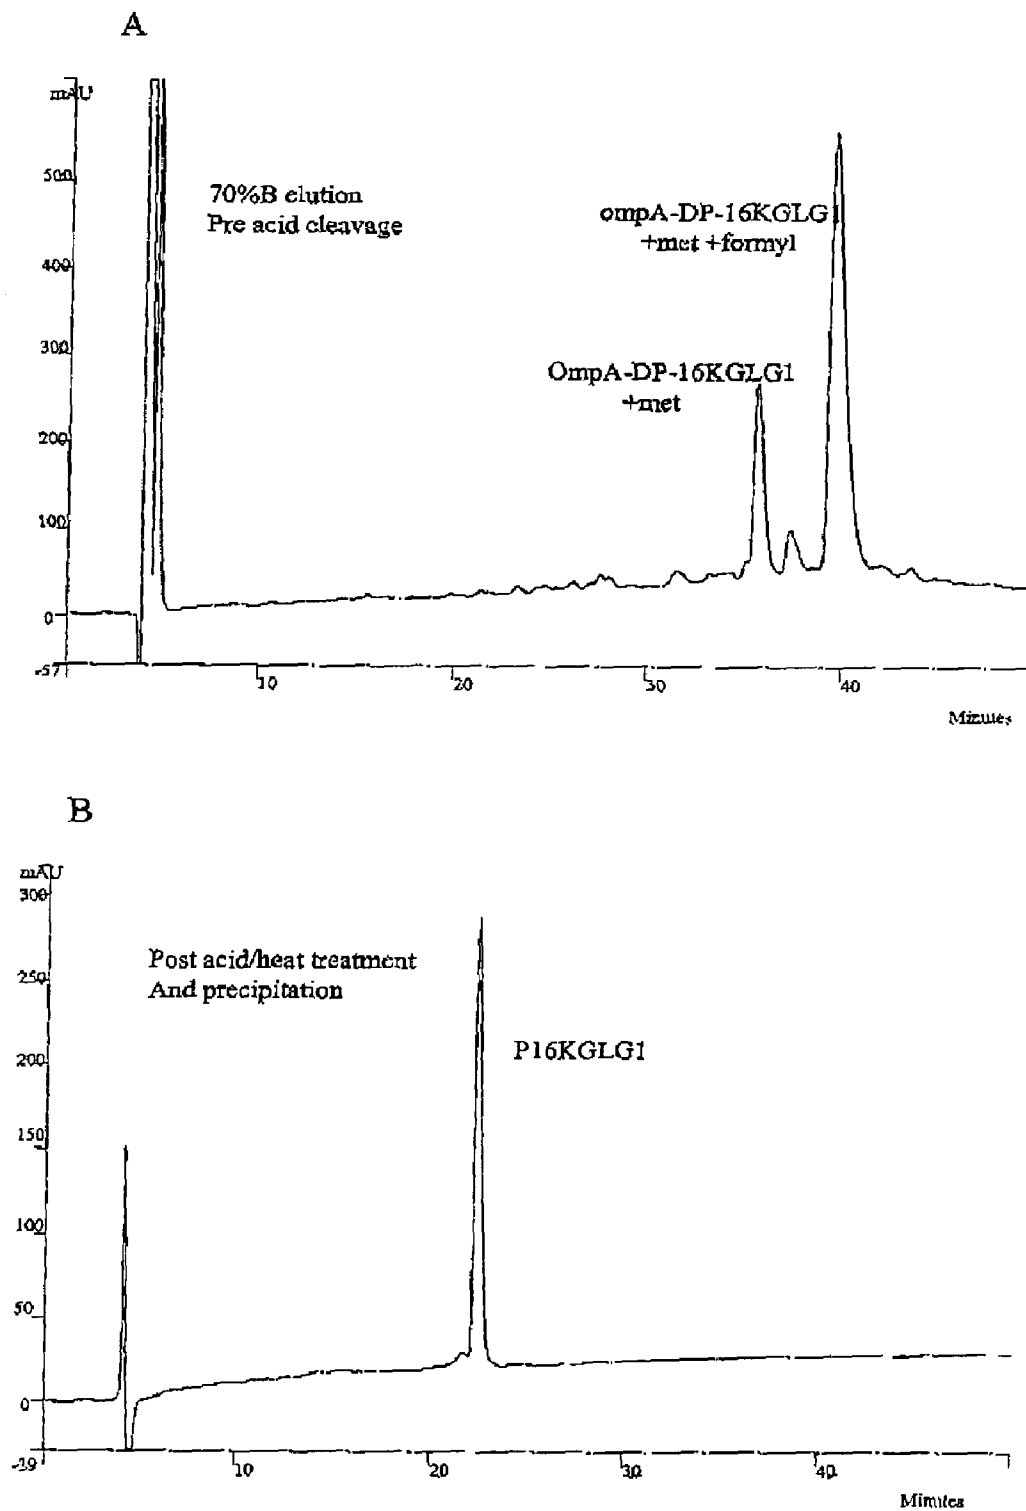 A
mAU
500
70%B elution
Pre acid cleavage
ompA-DP-16KGLG1
+met +formyl
400
300
OmpA-DP-16KGLG1
+met
200
100
0
-57
10
20
30
40
Minutes
B
mAU
300
Post acid/heat treatment
And precipitation
250
P16KGLG1
200
150
100
50
0
-29
10
20
30
40
Minutes